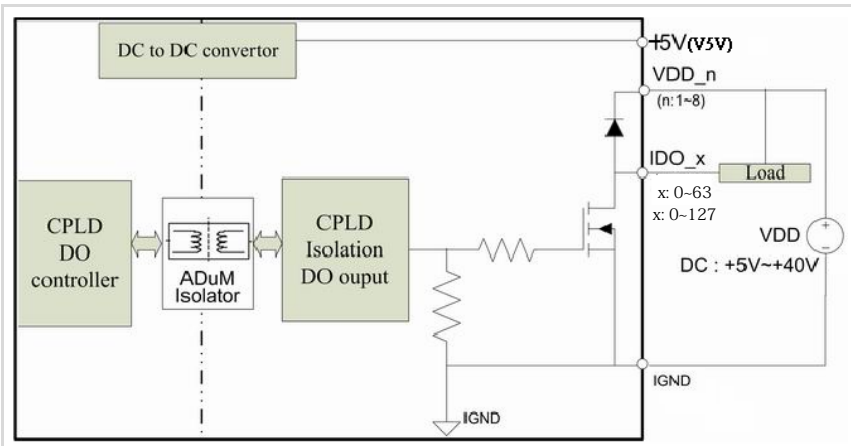 DC to DC convertor
+5V(V5V)
VDD_n
(n:1~8)
IDO_x
Load
x: 0~63
x: 0~127
CPLD
DO
controller
ADuM
Isolator
CPLD
Isolation
DO ouput
VDD
+
−
DC : +5V~+40V
IGND
IGND